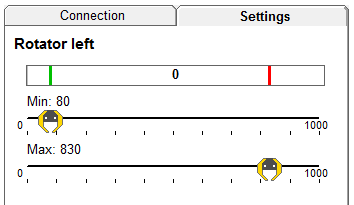 Connection Settings
Rotator left
0
Min: 80
0 1000
Max: 830
0 1000